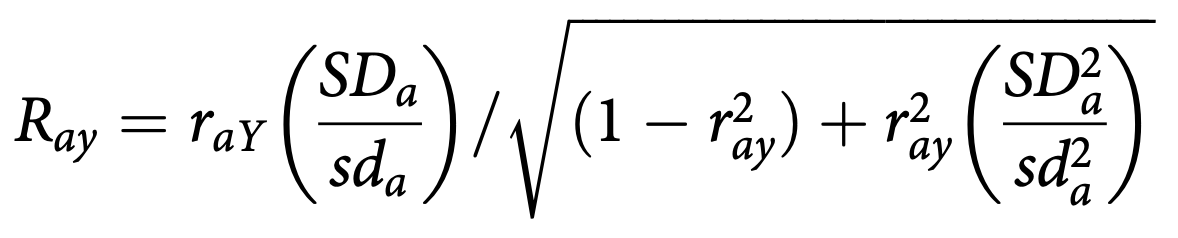 R_{ay} = r_{aY} \left( \frac{SD_a}{sd_a} \right) / \sqrt{(1 - r_{ay}^2) + r_{ay}^2 \left( \frac{SD_a^2}{sd_a^2} \right)}